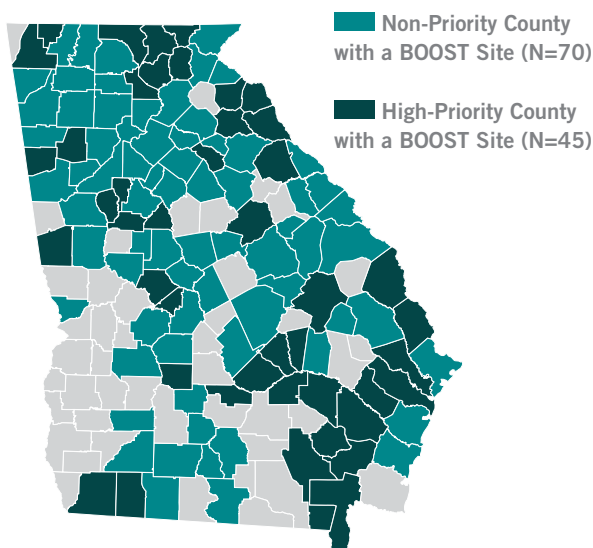 Non-Priority County
with a BOOST Site (N=70)
High-Priority County
with a BOOST Site (N=45)